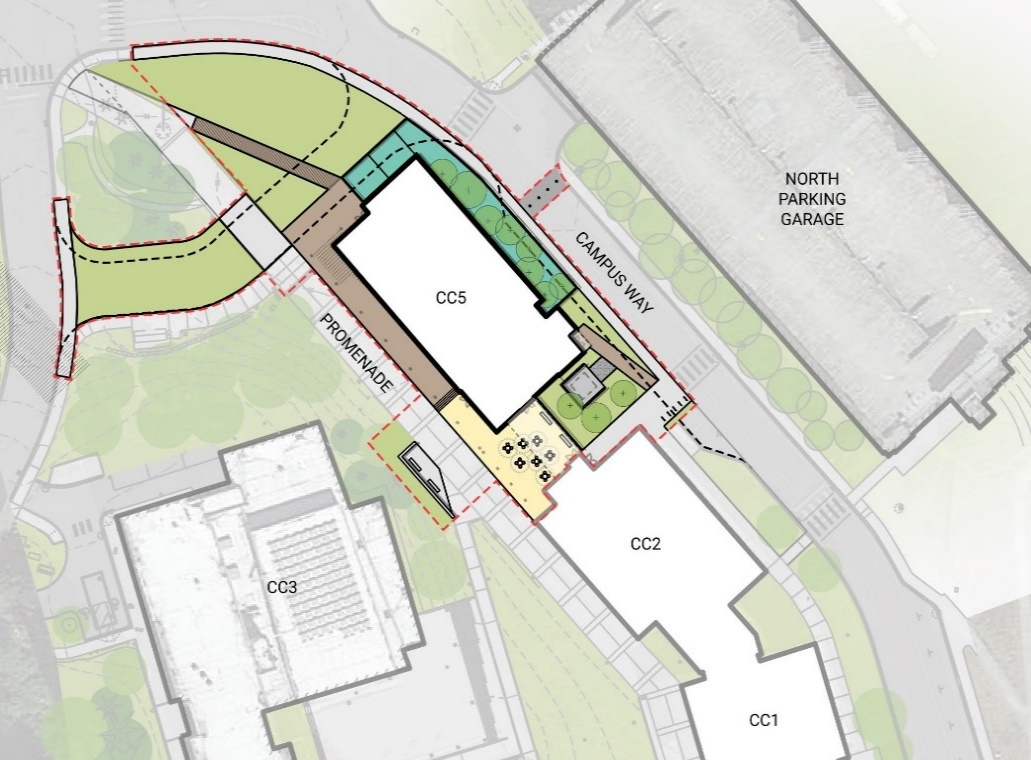 NORTH
PARKING
GARAGE
CAMPUS WAY
CC5
PROMENADE
CC2
CC3
CC1